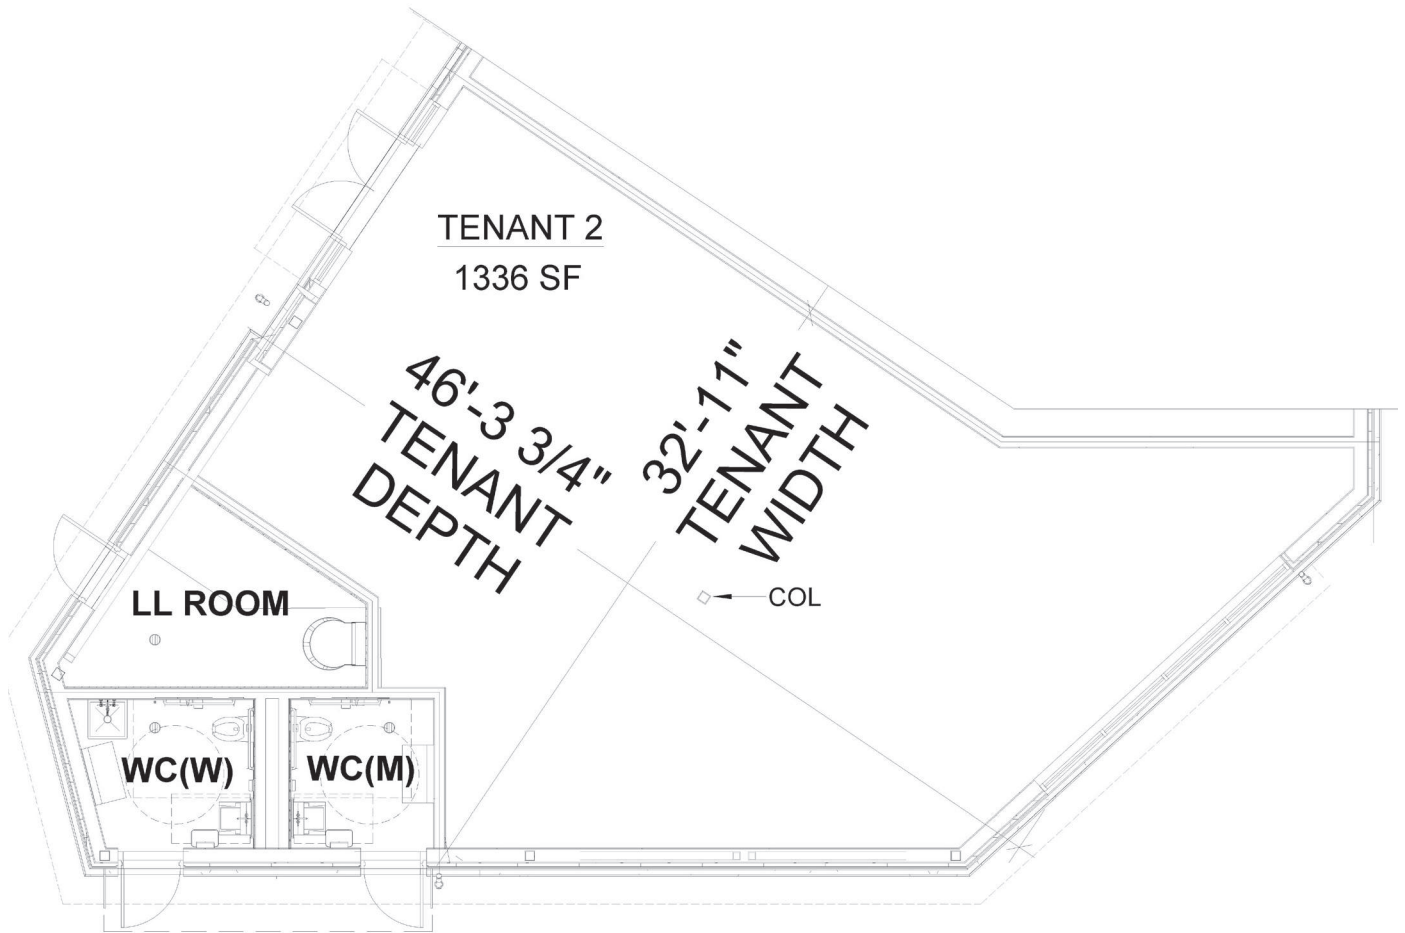 TENANT 2
1336 SF
46'-3 3/4"
TENANT
DEPTH
32'-11"
TENANT
WIDTH
COL
LL ROOM
WC(W)
WC(M)